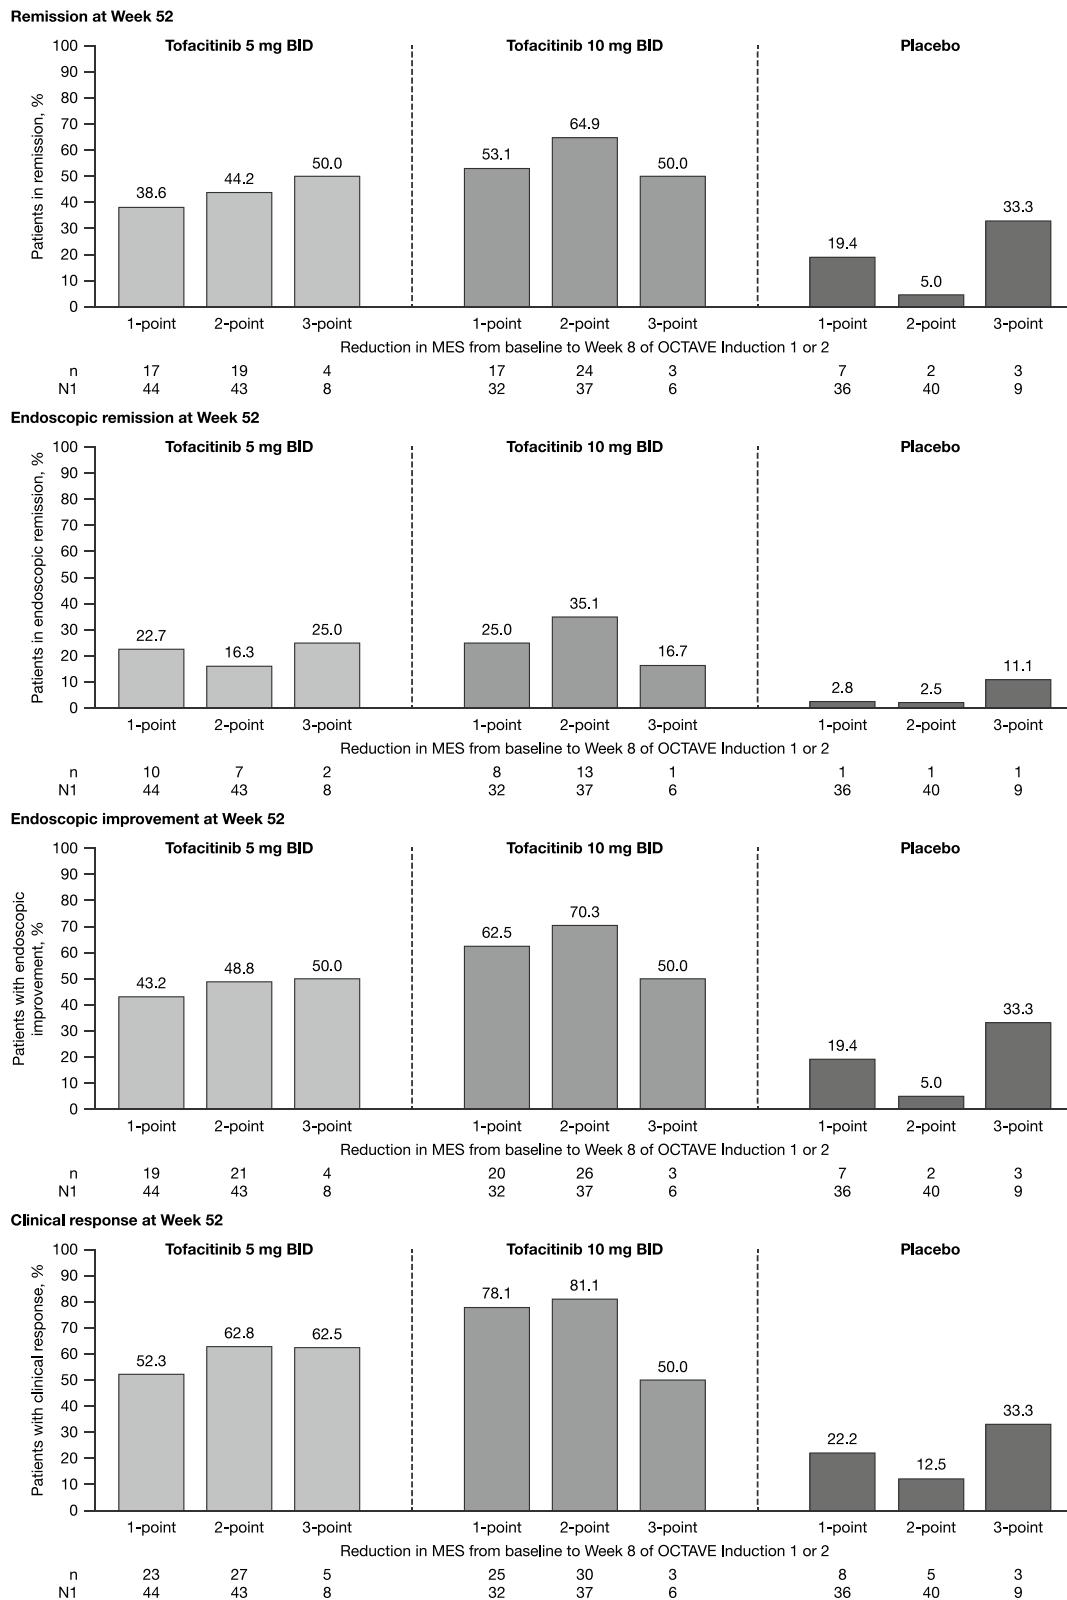 Remission at Week 52
Tofacitinib 5 mg BID Tofacitinib 10 mg BID Placebo
Patients in remission, %
100
90
80
70
60
50
40
30
20
10
0
38.6 44.2 50.0 53.1 64.9 50.0 19.4 5.0 33.3
1-point 2-point 3-point 1-point 2-point 3-point 1-point 2-point 3-point
Reduction in MES from baseline to Week 8 of OCTAVE Induction 1 or 2
n 17 19 4 17 24 3 7 2 3
N1 44 43 8 32 37 6 36 40 9
Endoscopic remission at Week 52
Tofacitinib 5 mg BID Tofacitinib 10 mg BID Placebo
Patients in endoscopic remission, %
100
90
80
70
60
50
40
30
20
10
0
22.7 16.3 25.0 25.0 35.1 16.7 2.8 2.5 11.1
1-point 2-point 3-point 1-point 2-point 3-point 1-point 2-point 3-point
Reduction in MES from baseline to Week 8 of OCTAVE Induction 1 or 2
n 10 7 2 8 13 1 1 1 1
N1 44 43 8 32 37 6 36 40 9
Endoscopic improvement at Week 52
Tofacitinib 5 mg BID Tofacitinib 10 mg BID Placebo
Patients with endoscopic
improvement, %
100
90
80
70
60
50
40
30
20
10
0
43.2 48.8 50.0 62.5 70.3 50.0 19.4 5.0 33.3
1-point 2-point 3-point 1-point 2-point 3-point 1-point 2-point 3-point
Reduction in MES from baseline to Week 8 of OCTAVE Induction 1 or 2
n 19 21 4 20 26 3 7 2 3
N1 44 43 8 32 37 6 36 40 9
Clinical response at Week 52
Tofacitinib 5 mg BID Tofacitinib 10 mg BID Placebo
Patients with clinical response, %
100
90
80
70
60
50
40
30
20
10
0
52.3 62.8 62.5 78.1 81.1 50.0 22.2 12.5 33.3
1-point 2-point 3-point 1-point 2-point 3-point 1-point 2-point 3-point
Reduction in MES from baseline to Week 8 of OCTAVE Induction 1 or 2
n 23 27 5 25 30 3 8 5 3
N1 44 43 8 32 37 6 36 40 9